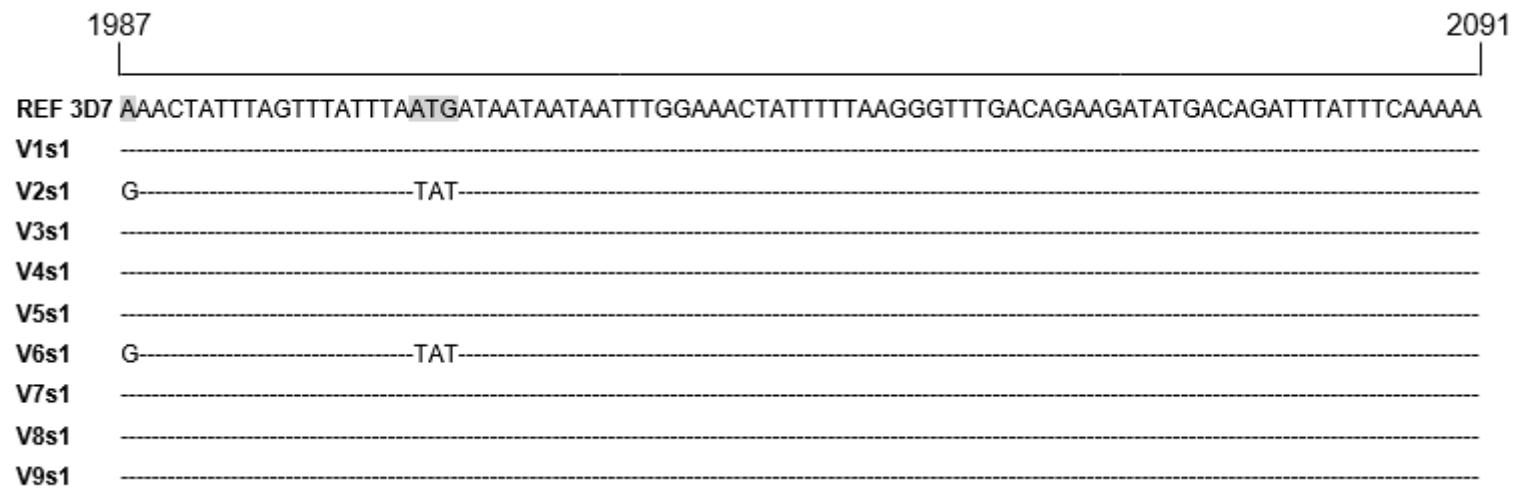 1987 2091
REF 3D7 AAACTATTTAGTTTATTTAATGATAATAATAATTTGGAAACTATTTTTAAGGGTTTGACAGAAGATATGACAGATTTATTTCAAAAA
V1s1 ---------------------------------------------------------------------------------------
V2s1 G------------------TAT-----------------------------------------------------------------
V3s1 ---------------------------------------------------------------------------------------
V4s1 ---------------------------------------------------------------------------------------
V5s1 ---------------------------------------------------------------------------------------
V6s1 G------------------TAT-----------------------------------------------------------------
V7s1 ---------------------------------------------------------------------------------------
V8s1 ---------------------------------------------------------------------------------------
V9s1 ---------------------------------------------------------------------------------------